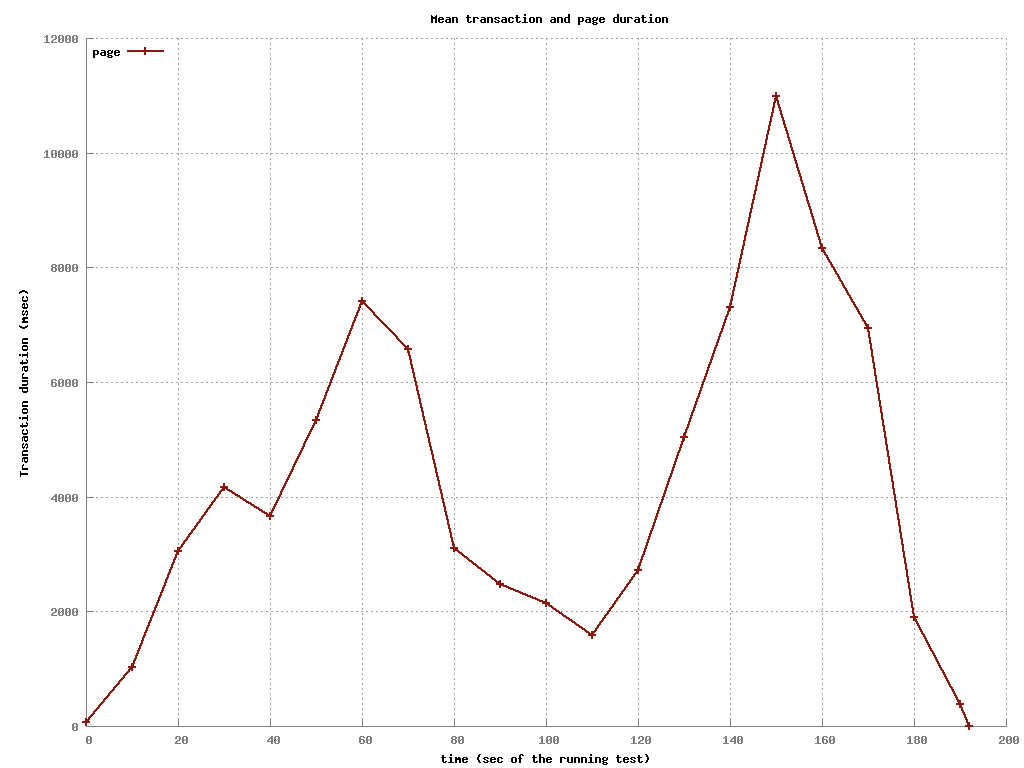 Mean transaction and page duration
page
12000
10000
8000
6000
4000
2000
0
Transaction duration (msec)
0 20 40 60 80 100 120 140 160 180 200
time (sec of the running test)